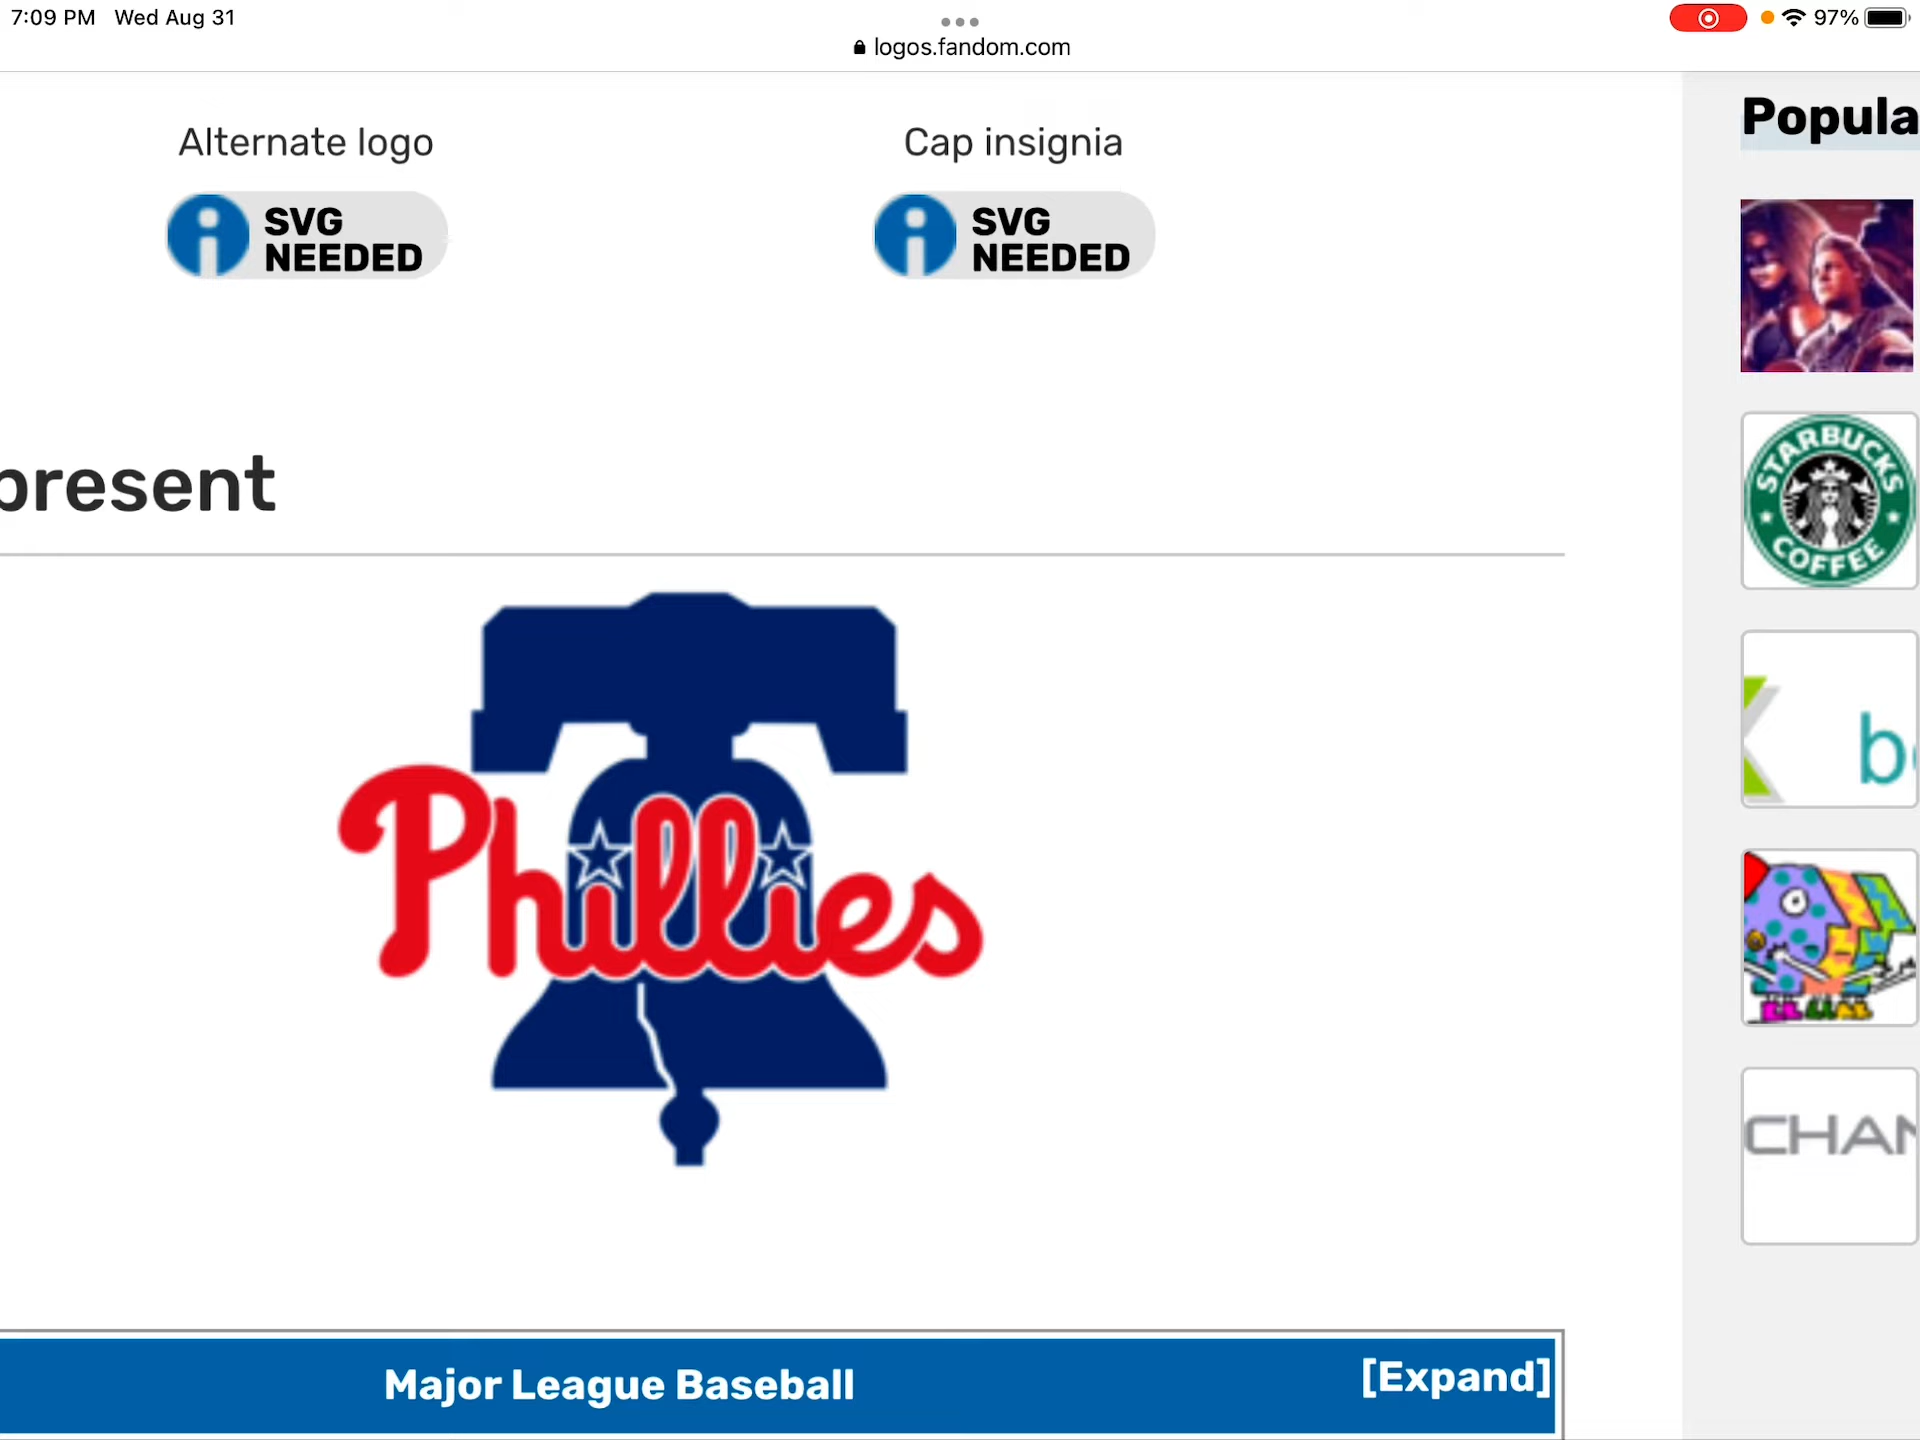 7:09 PM Wed Aug 31
97%
logos.fandom.com
Alternate logo
Cap insignia
SVG
NEEDED
SVG
NEEDED
present
Phillies
Major League Baseball
[Expand]
Popula
STARBUCKS
COFFEE
b
CHAN